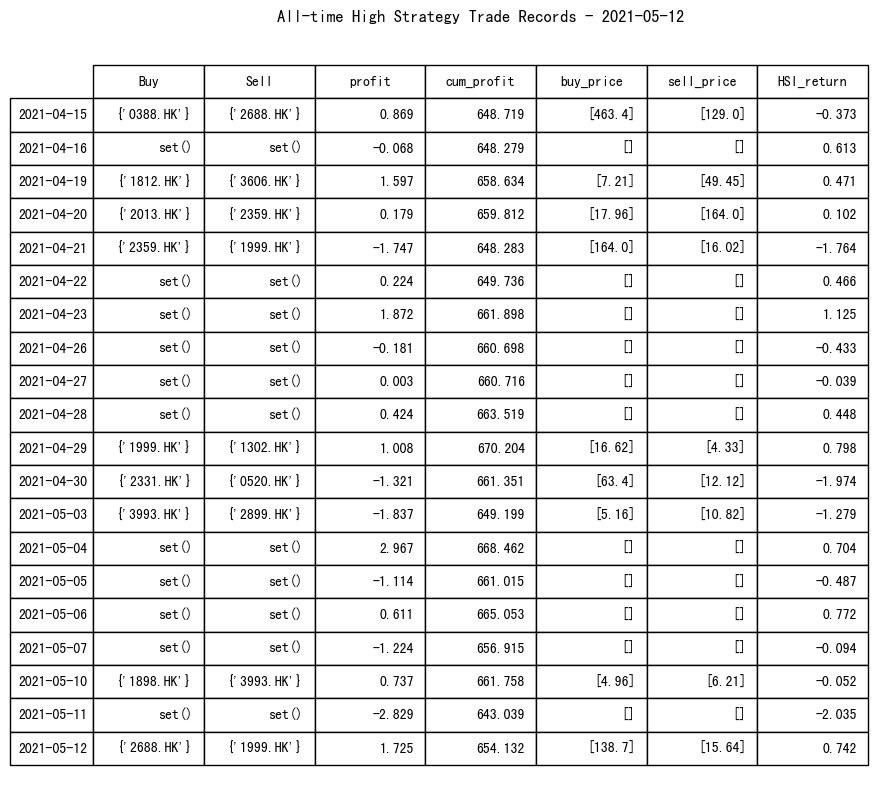 All-time High Strategy Trade Records - 2021-05-12
Buy Sell profit cum_profit buy_price sell_price HSI_return
2021-04-15 {'0388.HK'} {'2688.HK'} 0.869 648.719 [463.4] [129.0] -0.373
2021-04-16 set() set() -0.068 648.279 [] [] 0.613
2021-04-19 {'1812.HK'} {'3606.HK'} 1.597 658.634 [7.21] [49.45] 0.471
2021-04-20 {'2013.HK'} {'2359.HK'} 0.179 659.812 [17.96] [164.0] 0.102
2021-04-21 {'2359.HK'} {'1999.HK'} -1.747 648.283 [164.0] [16.02] -1.764
2021-04-22 set() set() 0.224 649.736 [] [] 0.466
2021-04-23 set() set() 1.872 661.898 [] [] 1.125
2021-04-26 set() set() -0.181 660.698 [] [] -0.433
2021-04-27 set() set() 0.003 660.716 [] [] -0.039
2021-04-28 set() set() 0.424 663.519 [] [] 0.448
2021-04-29 {'1999.HK'} {'1302.HK'} 1.008 670.204 [16.62] [4.33] 0.798
2021-04-30 {'2331.HK'} {'0520.HK'} -1.321 661.351 [63.4] [12.12] -1.974
2021-05-03 {'3993.HK'} {'2899.HK'} -1.837 649.199 [5.16] [10.82] -1.279
2021-05-04 set() set() 2.967 668.462 [] [] 0.704
2021-05-05 set() set() -1.114 661.015 [] [] -0.487
2021-05-06 set() set() 0.611 665.053 [] [] 0.772
2021-05-07 set() set() -1.224 656.915 [] [] -0.094
2021-05-10 {'1898.HK'} {'3993.HK'} 0.737 661.758 [4.96] [6.21] -0.052
2021-05-11 set() set() -2.829 643.039 [] [] -2.035
2021-05-12 {'2688.HK'} {'1999.HK'} 1.725 654.132 [138.7] [15.64] 0.742